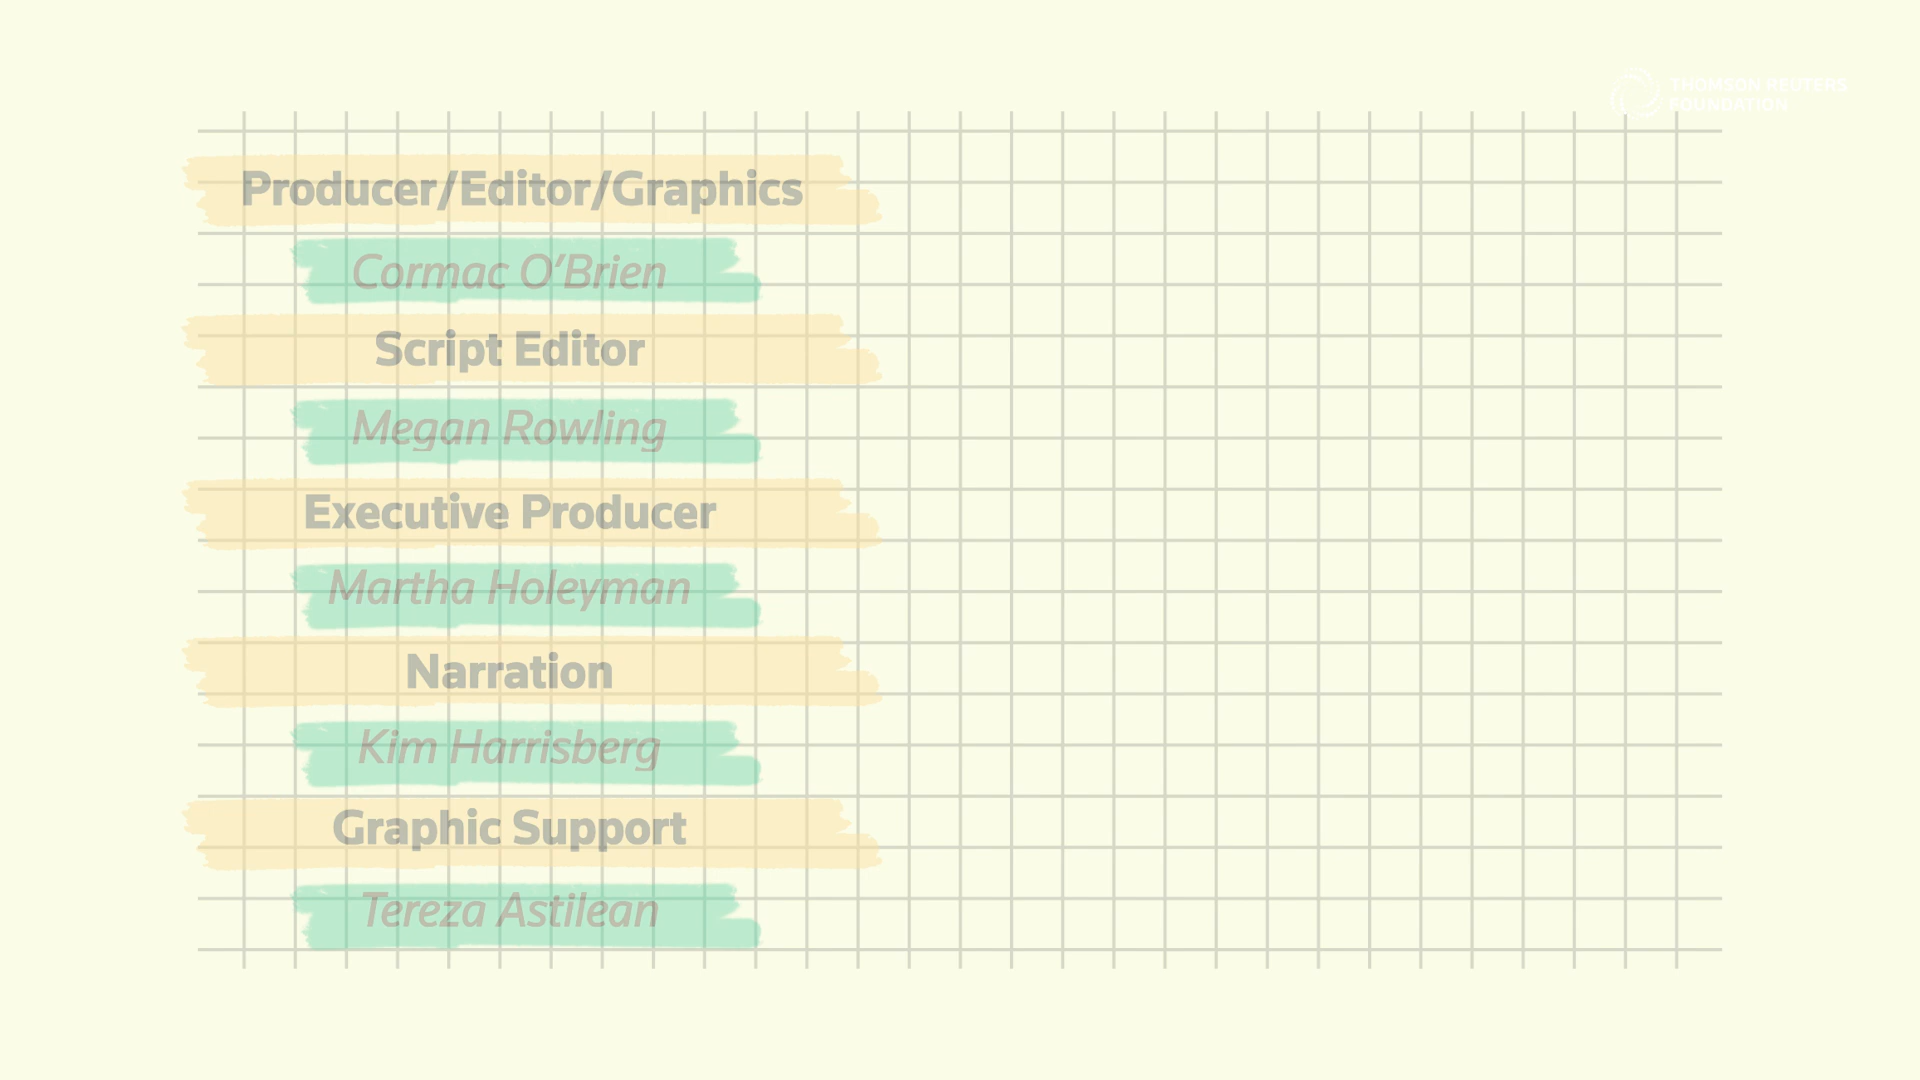 THOMSON REUTERS
FOUNDATION
Producer/Editor/Graphics
Cormac O’Brien
Script Editor
Megan Rowling
Executive Producer
Martha Holeyman
Narration
Kim Harrisberg
Graphic Support
Tereza Astilean